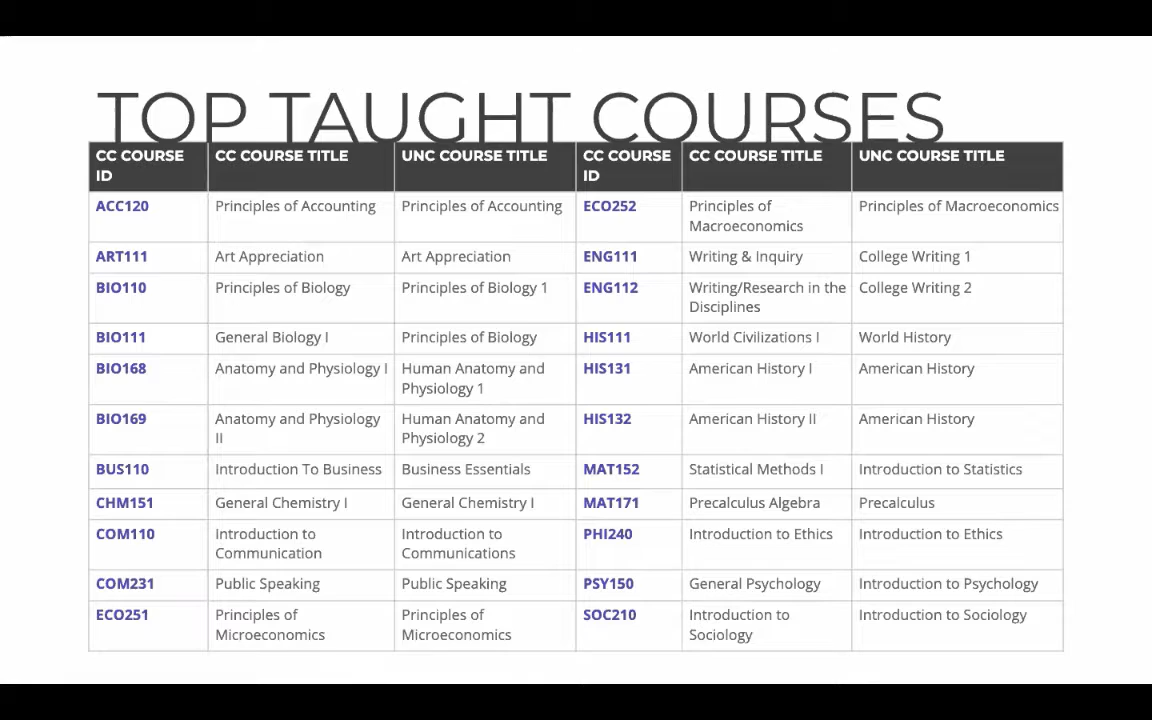 TOP TAUGHT COURSES
CC COURSE ID CC COURSE TITLE UNC COURSE TITLE CC COURSE ID CC COURSE TITLE UNC COURSE TITLE
ACC120 Principles of Accounting Principles of Accounting ECO252 Principles of Macroeconomics Principles of Macroeconomics
ART111 Art Appreciation Art Appreciation ENG111 Writing & Inquiry College Writing 1
BIO110 Principles of Biology Principles of Biology 1 ENG112 Writing/Research in the Disciplines College Writing 2
BIO111 General Biology I Principles of Biology HIS111 World Civilizations I World History
BIO168 Anatomy and Physiology I Human Anatomy and Physiology 1 HIS131 American History I American History
BIO169 Anatomy and Physiology II Human Anatomy and Physiology 2 HIS132 American History II American History
BUS110 Introduction To Business Business Essentials MAT152 Statistical Methods I Introduction to Statistics
CHM151 General Chemistry I General Chemistry I MAT171 Precalculus Algebra Precalculus
COM110 Introduction to Communication Introduction to Communications PHI240 Introduction to Ethics Introduction to Ethics
COM231 Public Speaking Public Speaking PSY150 General Psychology Introduction to Psychology
ECO251 Principles of Microeconomics Principles of Microeconomics SOC210 Introduction to Sociology Introduction to Sociology